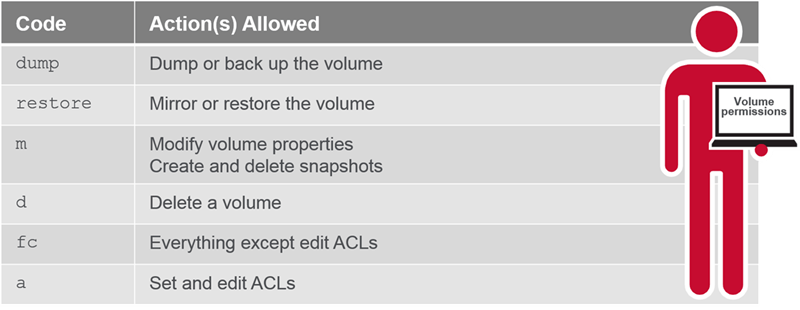 Code Action(s) Allowed
dump Dump or back up the volume
restore Mirror or restore the volume
m Modify volume properties
Create and delete snapshots
d Delete a volume
fc Everything except edit ACLs
a Set and edit ACLs
Volume
permissions